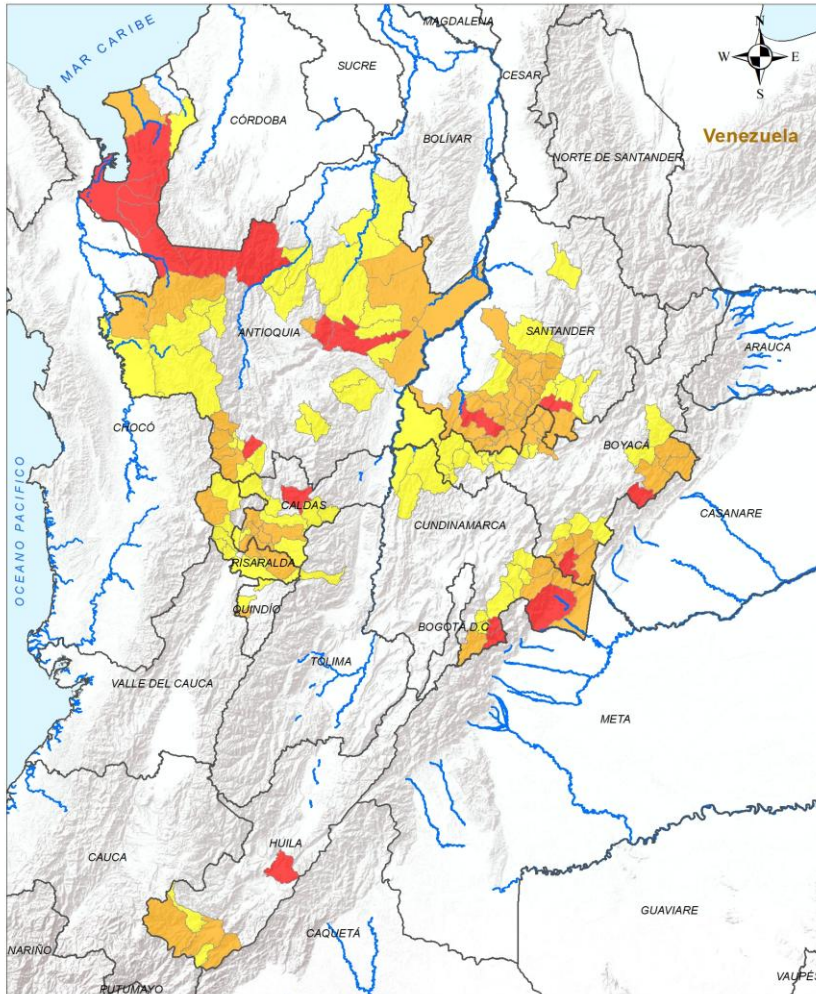 MAGDALENA
N
W
E
S
MAR CARIBE
SUCRE
CESAR
CÓRDOBA
BOLÍVAR
Venezuela
NORTE DE SANTANDER
ANTIOQUIA
SANTANDER
ARAUCA
CHOCÓ
BOYACA
CALDAS
CASANARE
CUNDINAMARCA
OCEANO PACIFICO
RISARALDA
QUINDÍO
BOGOTÁ, D.C
TOLIMA
VALLE DEL CAUCA
META
HUILA
CAUCA
GUAVIARE
CAQUETÁ
NARIÑO
PUTUMAYO
VAUPÉS